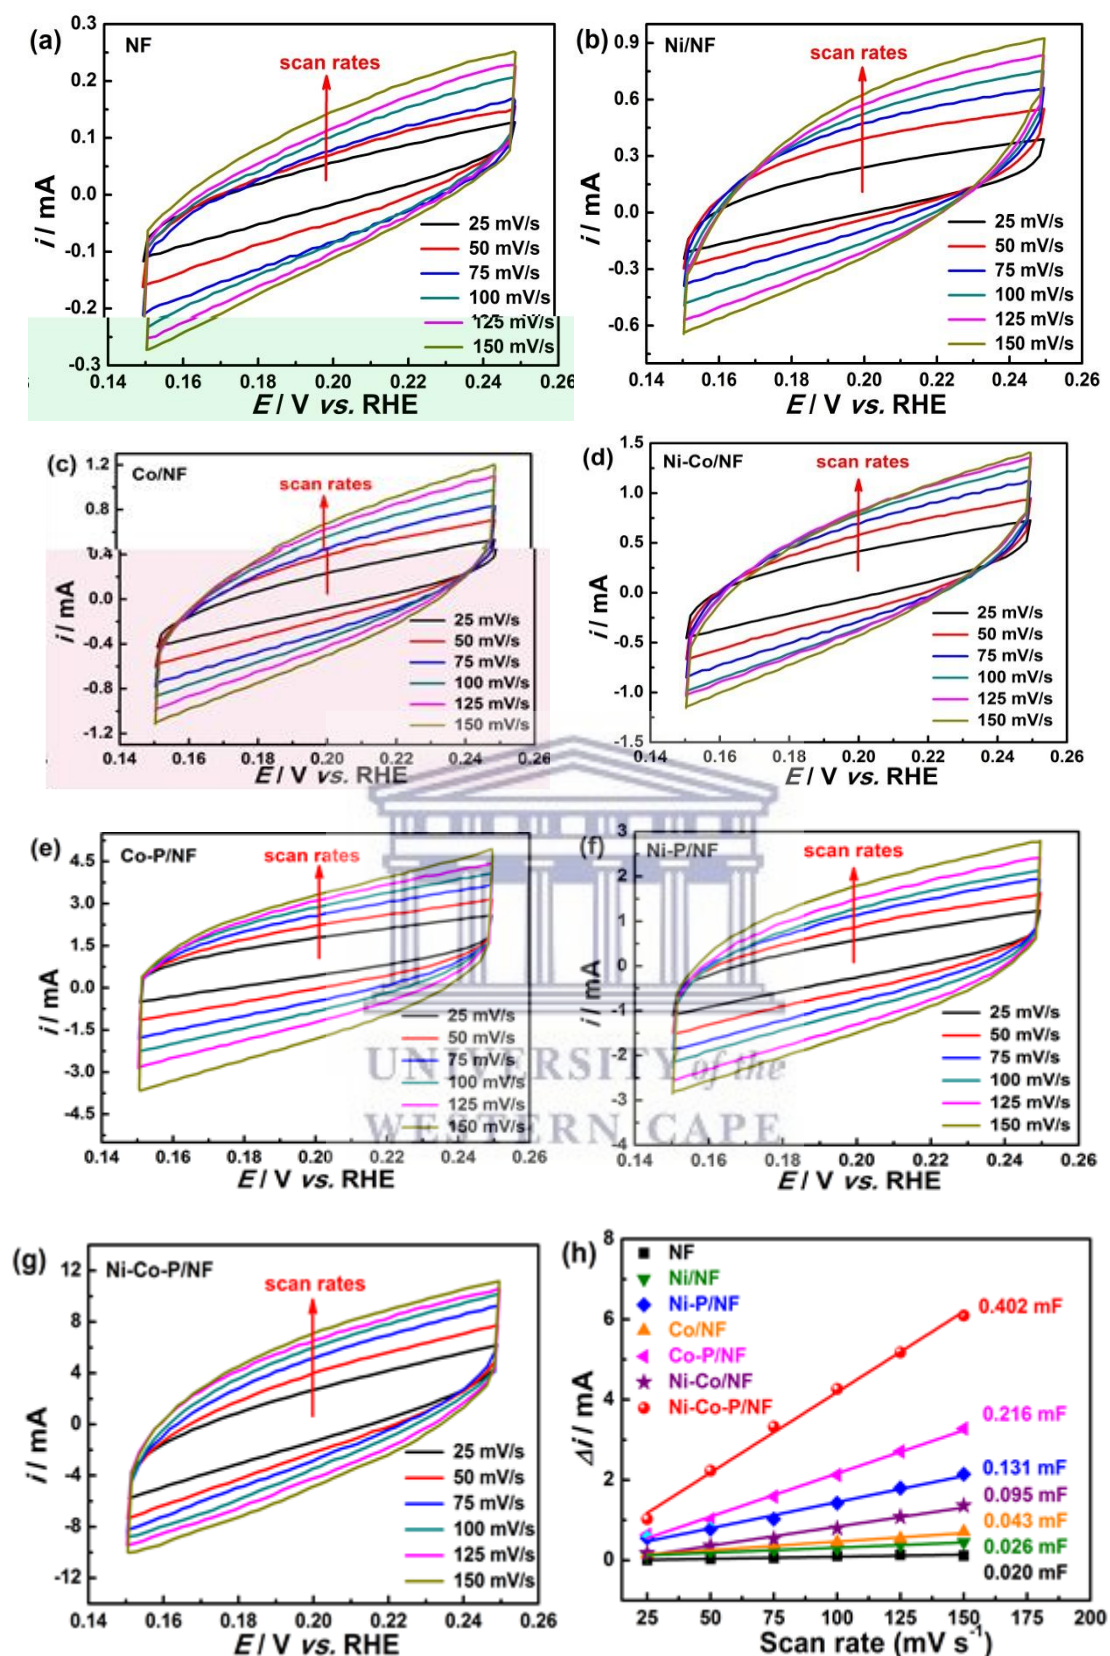 (a) NF
scan rates
0.3
0.2
0.1
0.0
-0.1
-0.2
-0.3
i / mA
25 mV/s
50 mV/s
75 mV/s
100 mV/s
125 mV/s
150 mV/s
0.14 0.16 0.18 0.20 0.22 0.24 0.26
E / V vs. RHE
(b) Ni/NF
scan rates
0.9
0.6
0.3
0.0
-0.3
-0.6
i / mA
25 mV/s
50 mV/s
75 mV/s
100 mV/s
125 mV/s
150 mV/s
0.14 0.16 0.18 0.20 0.22 0.24 0.26
E / V vs. RHE
(c) Co/NF
scan rates
1.2
0.8
0.4
0.0
-0.4
-0.8
-1.2
i / mA
25 mV/s
50 mV/s
75 mV/s
100 mV/s
125 mV/s
150 mV/s
0.14 0.16 0.18 0.20 0.22 0.24 0.26
E / V vs. RHE
(d) Ni-Co/NF
scan rates
1.5
1.0
0.5
0.0
-0.5
-1.0
-1.5
i / mA
25 mV/s
50 mV/s
75 mV/s
100 mV/s
125 mV/s
150 mV/s
0.14 0.16 0.18 0.20 0.22 0.24 0.26
E / V vs. RHE
(e) Co-P/NF
scan rates
4.5
3.0
1.5
0.0
-1.5
-3.0
-4.5
i / mA
25 mV/s
50 mV/s
75 mV/s
100 mV/s
125 mV/s
150 mV/s
0.14 0.16 0.18 0.20 0.22 0.24 0.26
E / V vs. RHE
(f) Ni-P/NF
scan rates
3
2
1
0
-1
-2
-3
-4
i / mA
25 mV/s
50 mV/s
75 mV/s
100 mV/s
125 mV/s
150 mV/s
0.14 0.16 0.18 0.20 0.22 0.24 0.26
E / V vs. RHE
UNIVERSITY of the
WESTERN CAPE
(g) Ni-Co-P/NF
scan rates
12
8
4
0
-4
-8
-12
i / mA
25 mV/s
50 mV/s
75 mV/s
100 mV/s
125 mV/s
150 mV/s
0.14 0.16 0.18 0.20 0.22 0.24 0.26
E / V vs. RHE
(h)
NF
Ni/NF
Ni-P/NF
Co/NF
Co-P/NF
Ni-Co/NF
Ni-Co-P/NF
8
6
4
2
0
Δi / mA
0.402 mF
0.216 mF
0.131 mF
0.095 mF
0.043 mF
0.026 mF
0.020 mF
25 50 75 100 125 150 175 200
Scan rate (mV s⁻¹)